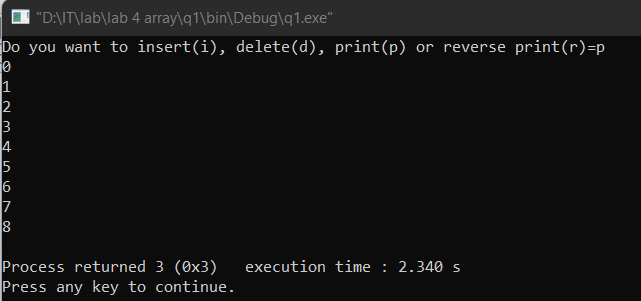 "D:\IT\lab\lab 4 array\q1\bin\Debug\q1.exe"
Do you want to insert(i), delete(d), print(p) or reverse print(r)=p
0
1
2
3
4
5
6
7
8
Process returned 3 (0x3)   execution time : 2.340 s
Press any key to continue.